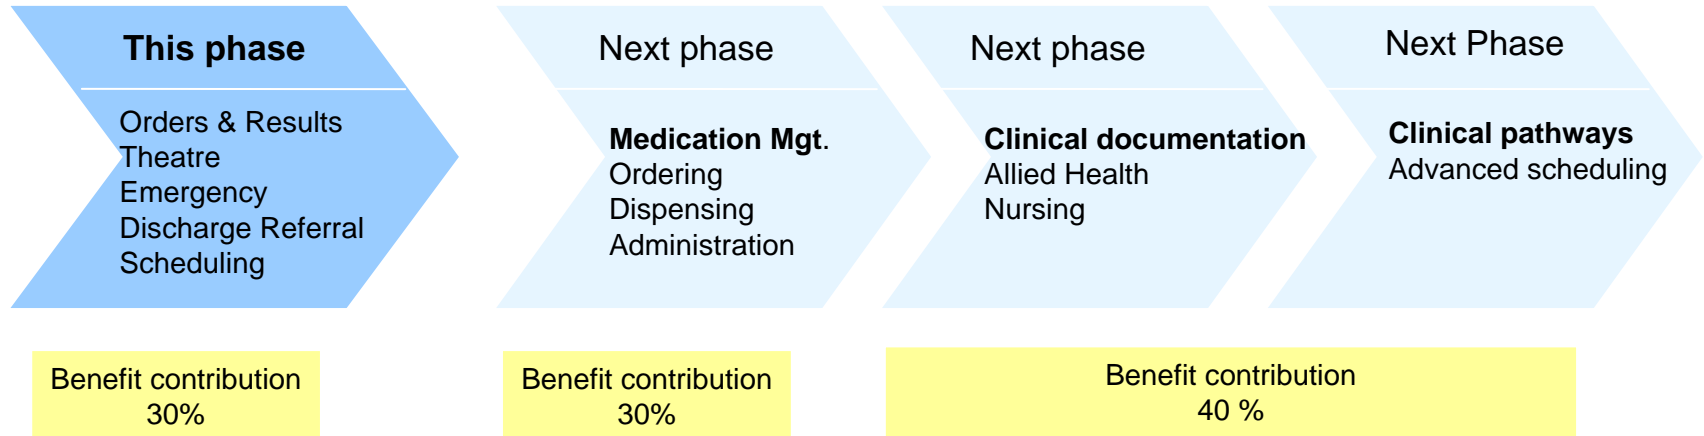 This phase
Orders & Results
Theatre
Emergency
Discharge Referral
Scheduling
Next phase
Medication Mgt.
Ordering
Dispensing
Administration
Next phase
Clinical documentation
Allied Health
Nursing
Next Phase
Clinical pathways
Advanced scheduling
Benefit contribution
30%
Benefit contribution
30%
Benefit contribution
40 %